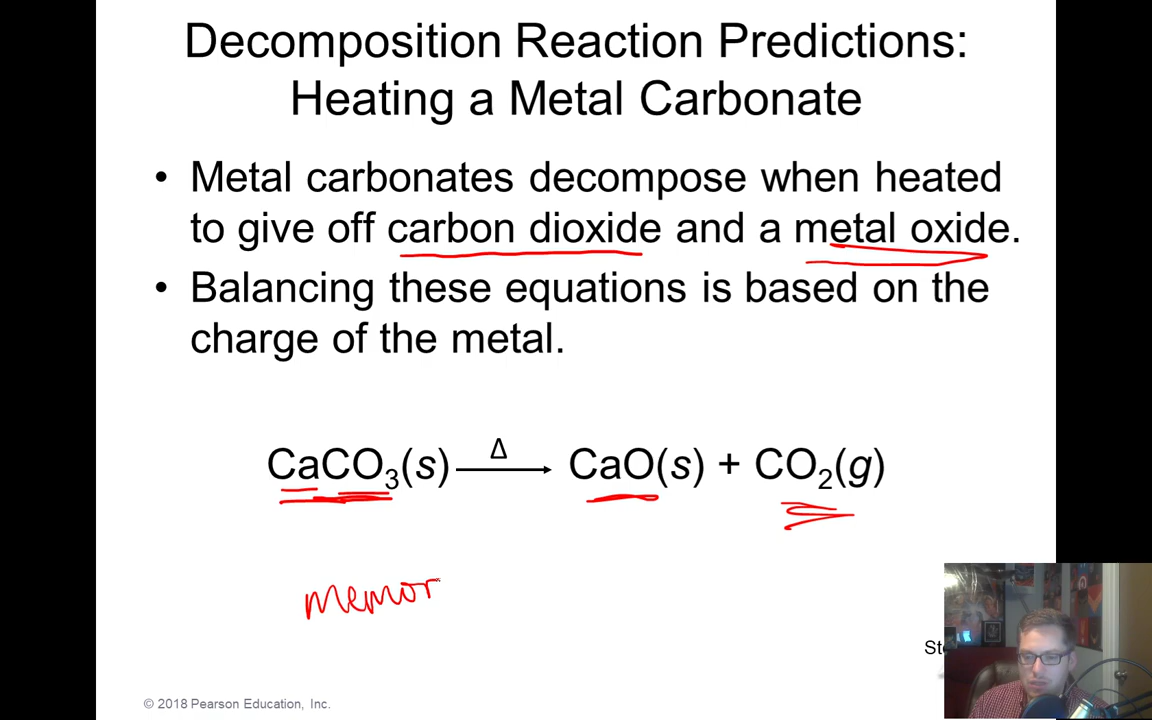 Decomposition Reaction Predictions:
Heating a Metal Carbonate
• Metal carbonates decompose when heated
to give off carbon dioxide and a metal oxide.
• Balancing these equations is based on the
charge of the metal.
Δ
CaCO₃(s) → CaO(s) + CO₂(g)
memor
© 2018 Pearson Education, Inc.